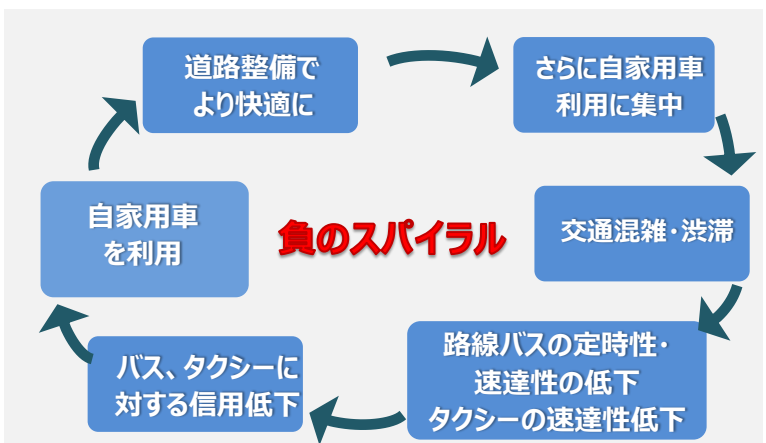 道路整備で
より快適に
さらに自家用車
利用に集中
自家用車
を利用
負のスパイラル
交通混雑・渋滞
路線バスの定時性・
速達性の低下
タクシーの速達性低下
バス、タクシーに
対する信用低下